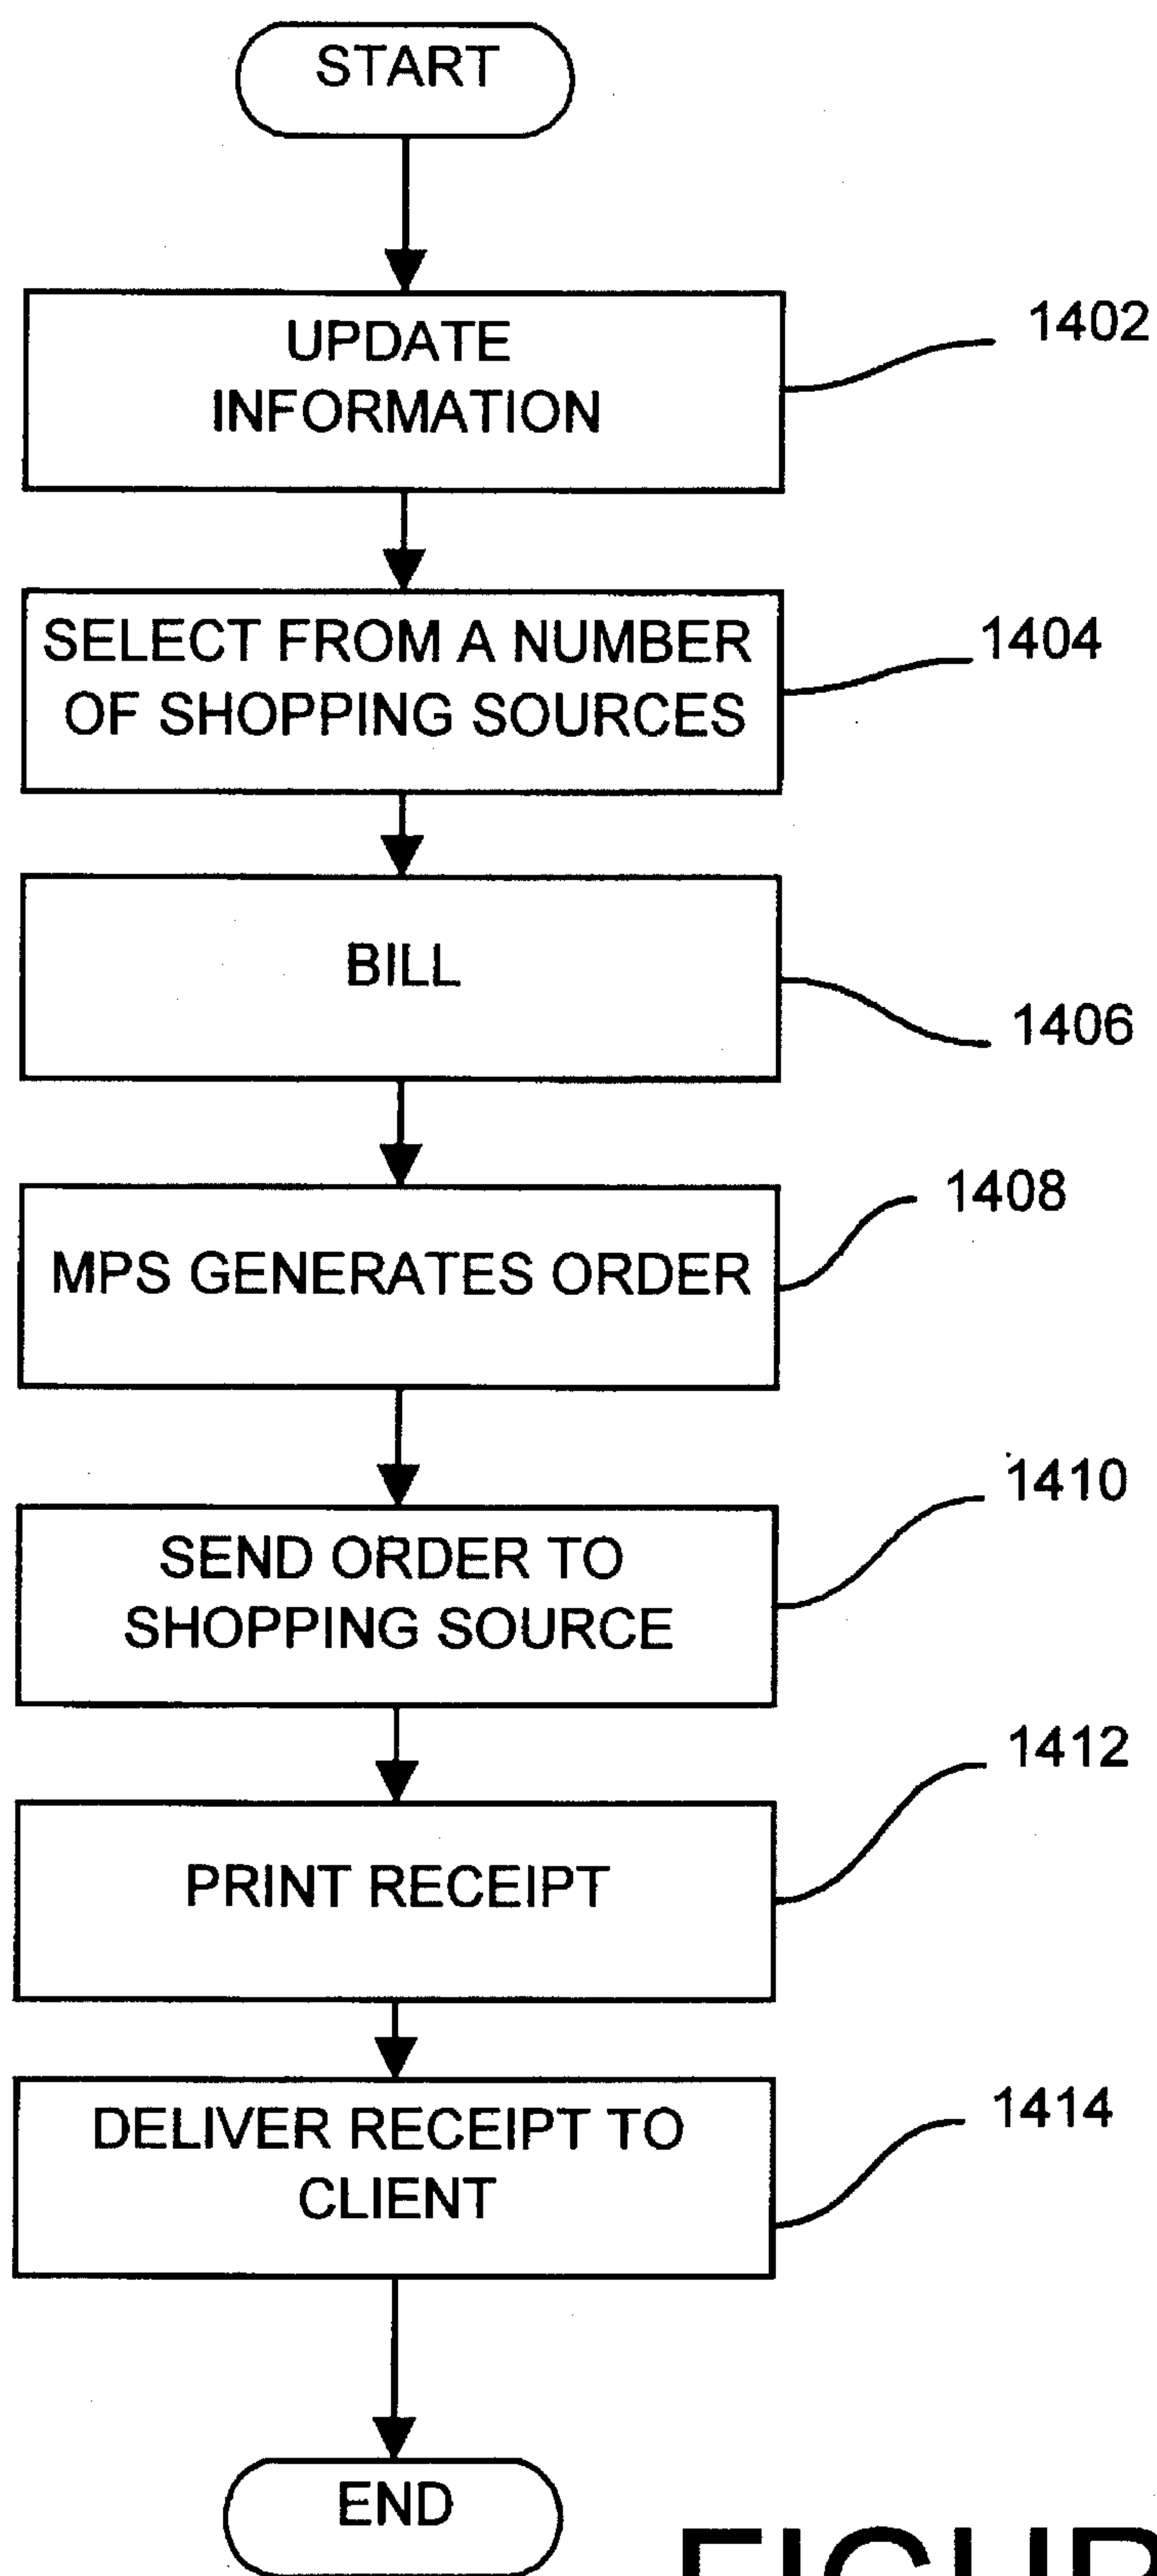 START
UPDATE
INFORMATION
1402
SELECT FROM A NUMBER
OF SHOPPING SOURCES
1404
BILL
1406
MPS GENERATES ORDER
1408
SEND ORDER TO
SHOPPING SOURCE
1410
PRINT RECEIPT
1412
DELIVER RECEIPT TO
CLIENT
1414
END